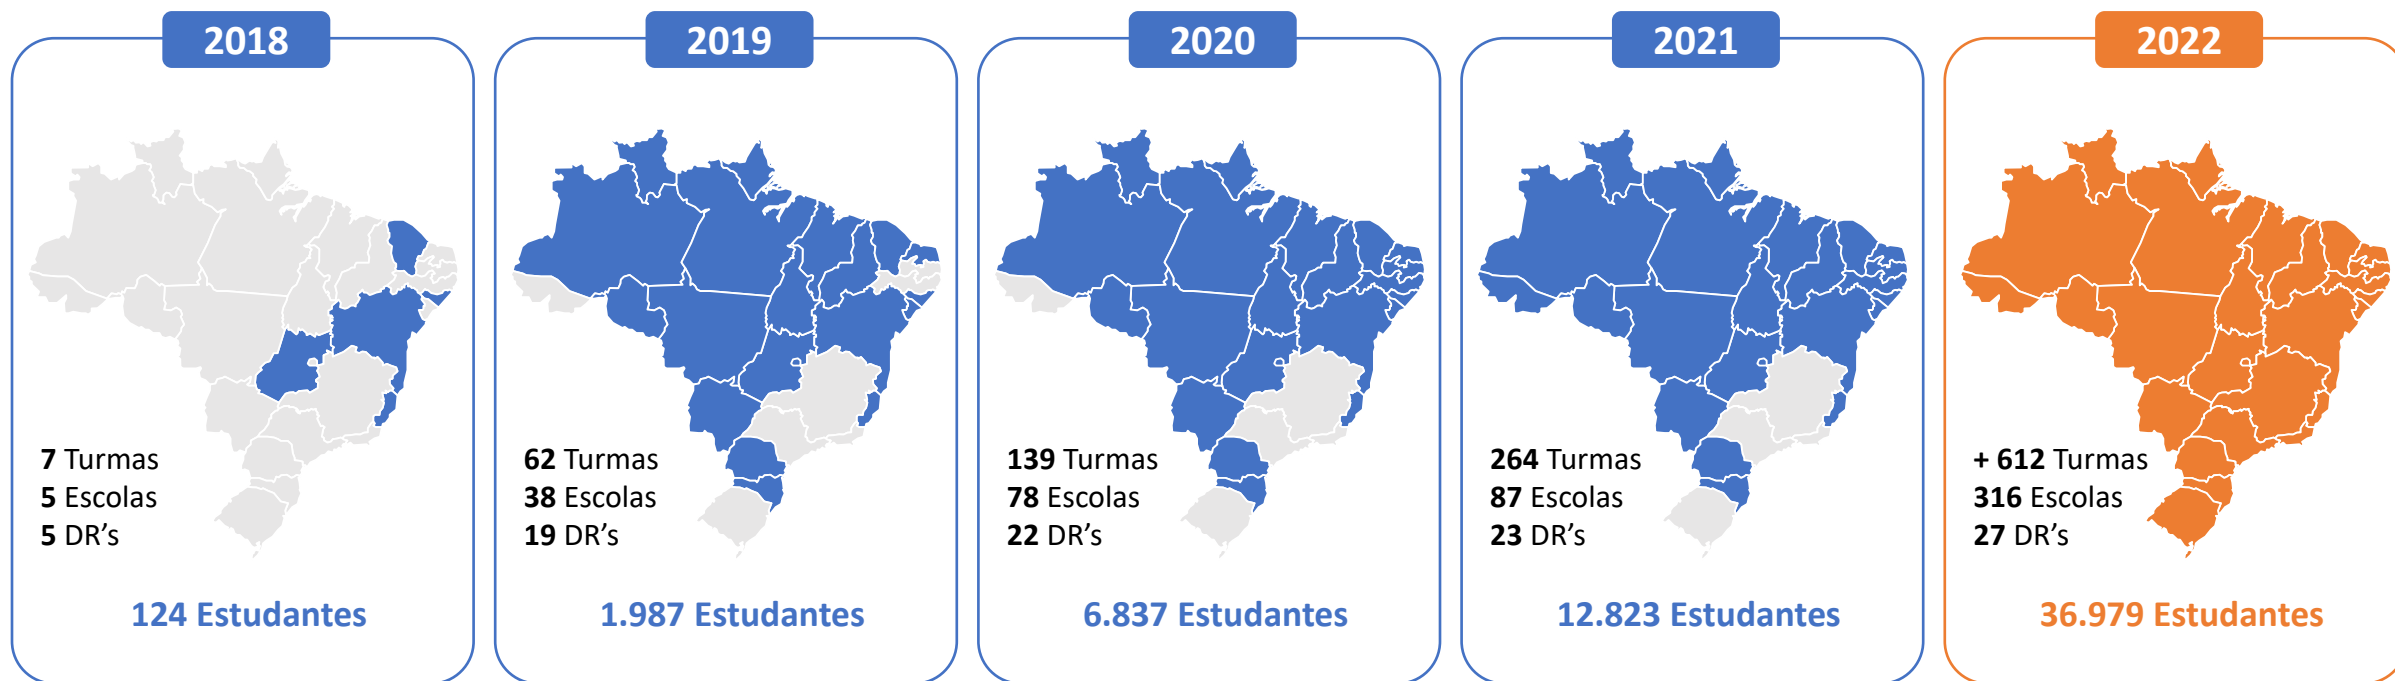 2018
7 Turmas
5 Escolas
5 DR’s
124 Estudantes
2019
62 Turmas
38 Escolas
19 DR’s
1.987 Estudantes
2020
139 Turmas
78 Escolas
22 DR’s
6.837 Estudantes
2021
264 Turmas
87 Escolas
23 DR’s
12.823 Estudantes
2022
+ 612 Turmas
316 Escolas
27 DR’s
36.979 Estudantes